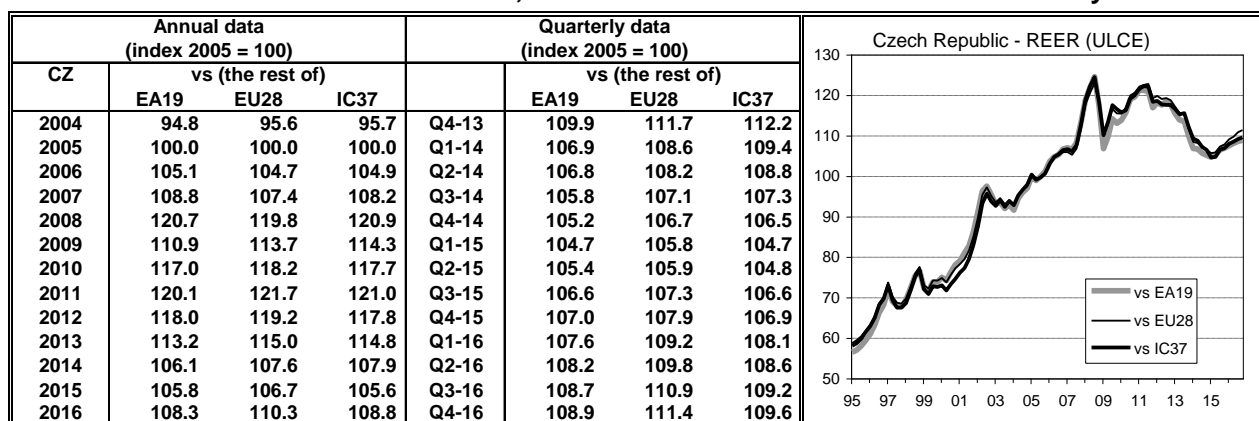 Annual data
(index 2005 = 100)
Quarterly data
(index 2005 = 100)
CZ vs (the rest of) vs (the rest of)
EA19 EU28 IC37 EA19 EU28 IC37
2004 94.8 95.6 95.7 Q4-13 109.9 111.7 112.2
2005 100.0 100.0 100.0 Q1-14 106.9 108.6 109.4
2006 105.1 104.7 104.9 Q2-14 106.8 108.2 108.8
2007 108.8 107.4 108.2 Q3-14 105.8 107.1 107.3
2008 120.7 119.8 120.9 Q4-14 105.2 106.7 106.5
2009 110.9 113.7 114.3 Q1-15 104.7 105.8 104.7
2010 117.0 118.2 117.7 Q2-15 105.4 105.9 104.8
2011 120.1 121.7 121.0 Q3-15 106.6 107.3 106.6
2012 118.0 119.2 117.8 Q4-15 107.0 107.9 106.9
2013 113.2 115.0 114.8 Q1-16 107.6 109.2 108.1
2014 106.1 107.6 107.9 Q2-16 108.2 109.8 108.6
2015 105.8 106.7 105.6 Q3-16 108.7 110.9 109.2
2016 108.3 110.3 108.8 Q4-16 108.9 111.4 109.6
Czech Republic - REER (ULCE)
130
120
110
100
90
80
70
60
50
vs EA19
vs EU28
vs IC37
95 97 99 01 03 05 07 09 11 13 15